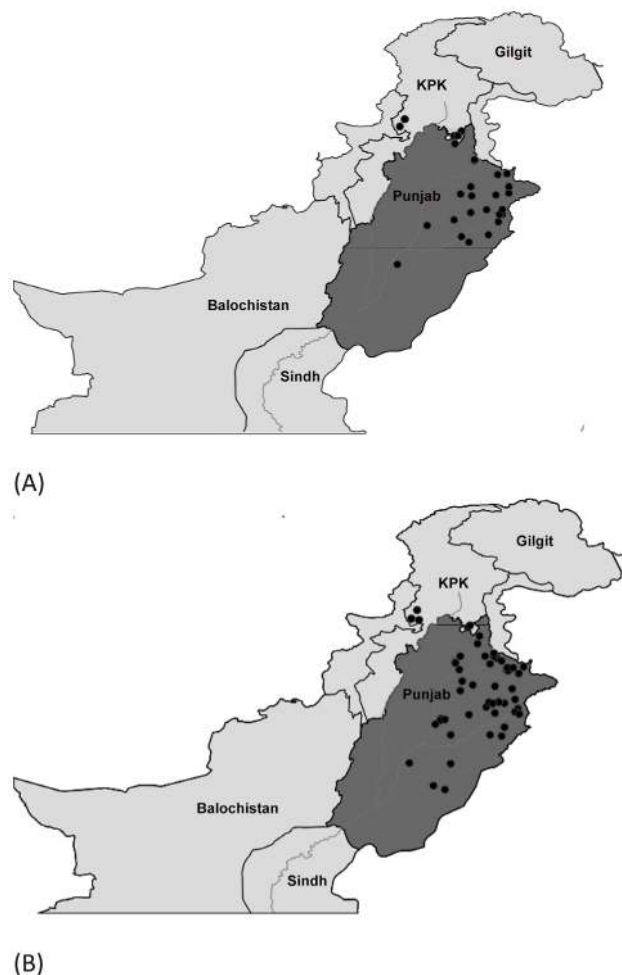 Gilgit
KPK
Punjab
Balochistan
Sindh
(A)
Gilgit
KPK
Punjab
Balochistan
Sindh
(B)